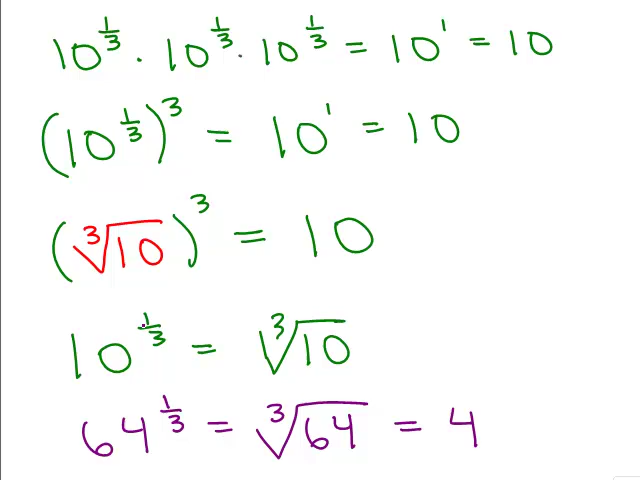 10^{1/3} · 10^{1/3} · 10^{1/3} = 10^1 = 10
(10^{1/3})^3 = 10^1 = 10
(∛10)^3 = 10
10^{1/3} = ∛10
64^{1/3} = ∛64 = 4